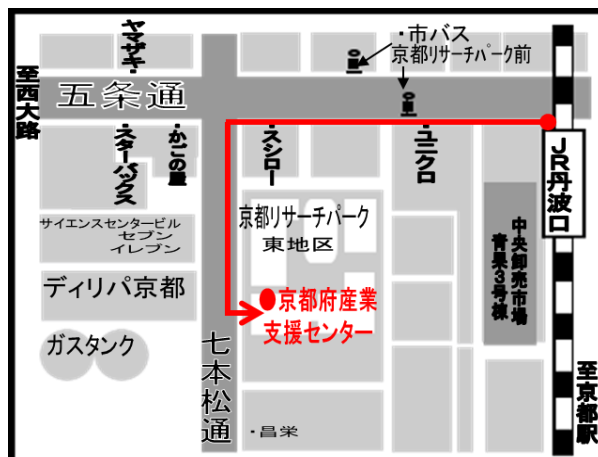 ・市バス
京都リサーチパーク前
ヤマザキ・
至西大路
五条通
・スターバックス
・かごの屋
・スシロー
・ユニクロ
JR丹波口
京都リサーチパーク
東地区
中央卸売市場
青果3号棟
サイエンスセンタービル
セブン
イレブン
ディリパ京都
ガスタンク
●京都府産業
支援センター
七本松通
・昌栄
至京都駅